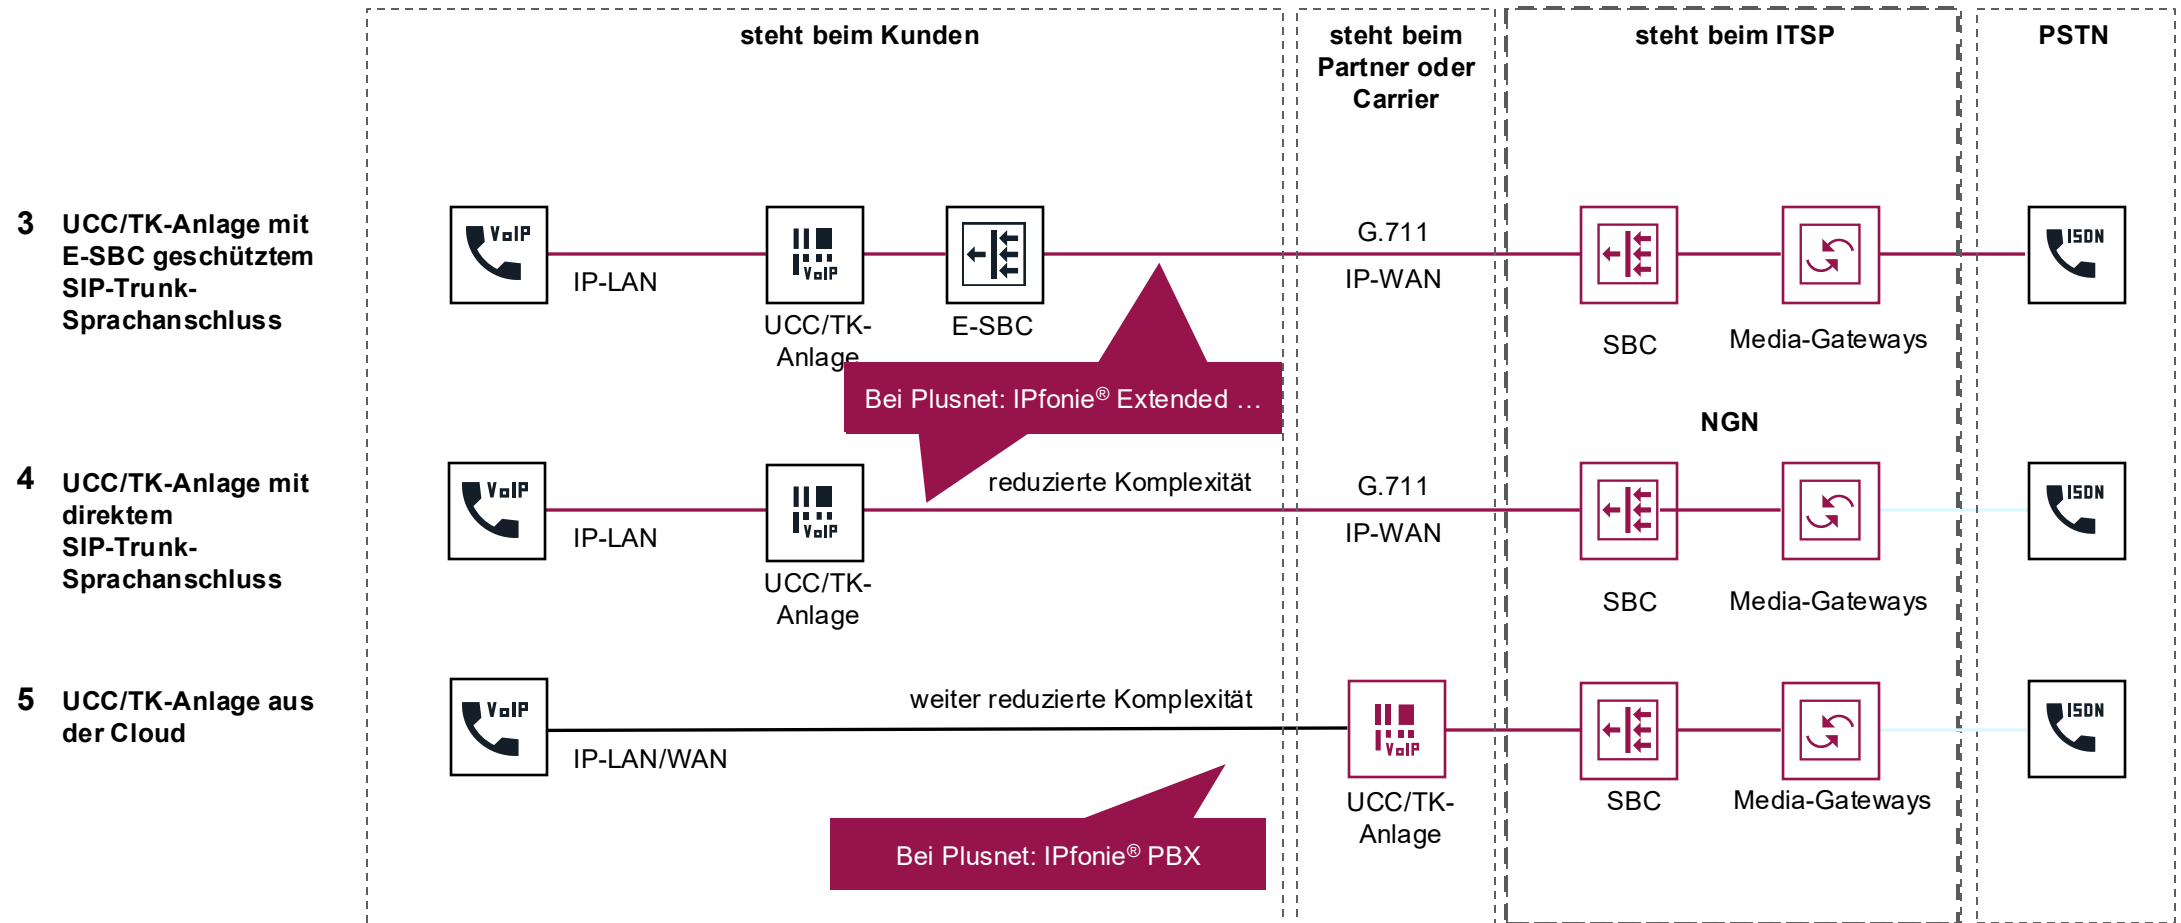 steht beim Kunden
steht beim
Partner oder
Carrier
steht beim ITSP
PSTN
3 UCC/TK-Anlage mit
E-SBC geschütztem
SIP-Trunk-
Sprachanschluss
VoIP
IP-LAN
VoIP
UCC/TK-
Anlage
E-SBC
G.711
IP-WAN
SBC
Media-Gateways
ISDN
Bei Plusnet: IPfonie® Extended …
NGN
4 UCC/TK-Anlage mit
direktem
SIP-Trunk-
Sprachanschluss
VoIP
IP-LAN
VoIP
UCC/TK-
Anlage
reduzierte Komplexität
G.711
IP-WAN
SBC
Media-Gateways
ISDN
5 UCC/TK-Anlage aus
der Cloud
VoIP
IP-LAN/WAN
weiter reduzierte Komplexität
VoIP
UCC/TK-
Anlage
SBC
Media-Gateways
ISDN
Bei Plusnet: IPfonie® PBX